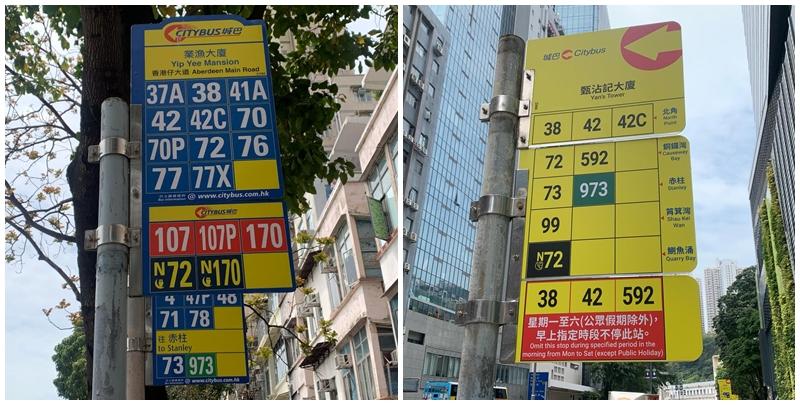 CITYBUS 城巴
業漁大廈
Yip Yee Mansion
香港仔大道 Aberdeen Main Road
37A 38 41A
42 42C 70
70P 72 76
77 77X
@ www.citybus.com.hk
CITYBUS 城巴
107 107P 170
N72 N170
4 47P 48
71 78
往 赤柱
to Stanley
73 973
@ www.citybus.com.hk
城巴 Citybus
甄沾記大廈
Yan's Tower
38 42 42C
北角
North
Point
72 592
銅鑼灣
Causeway
Bay
73 973
赤柱
Stanley
99
筲箕灣
Shau Kei
Wan
N72
鰂魚涌
Quarry Bay
38 42 592
星期一至六(公眾假期除外),
早上指定時段不停此站。
Omit this stop during specified period in the
morning from Mon to Sat (except Public Holiday)